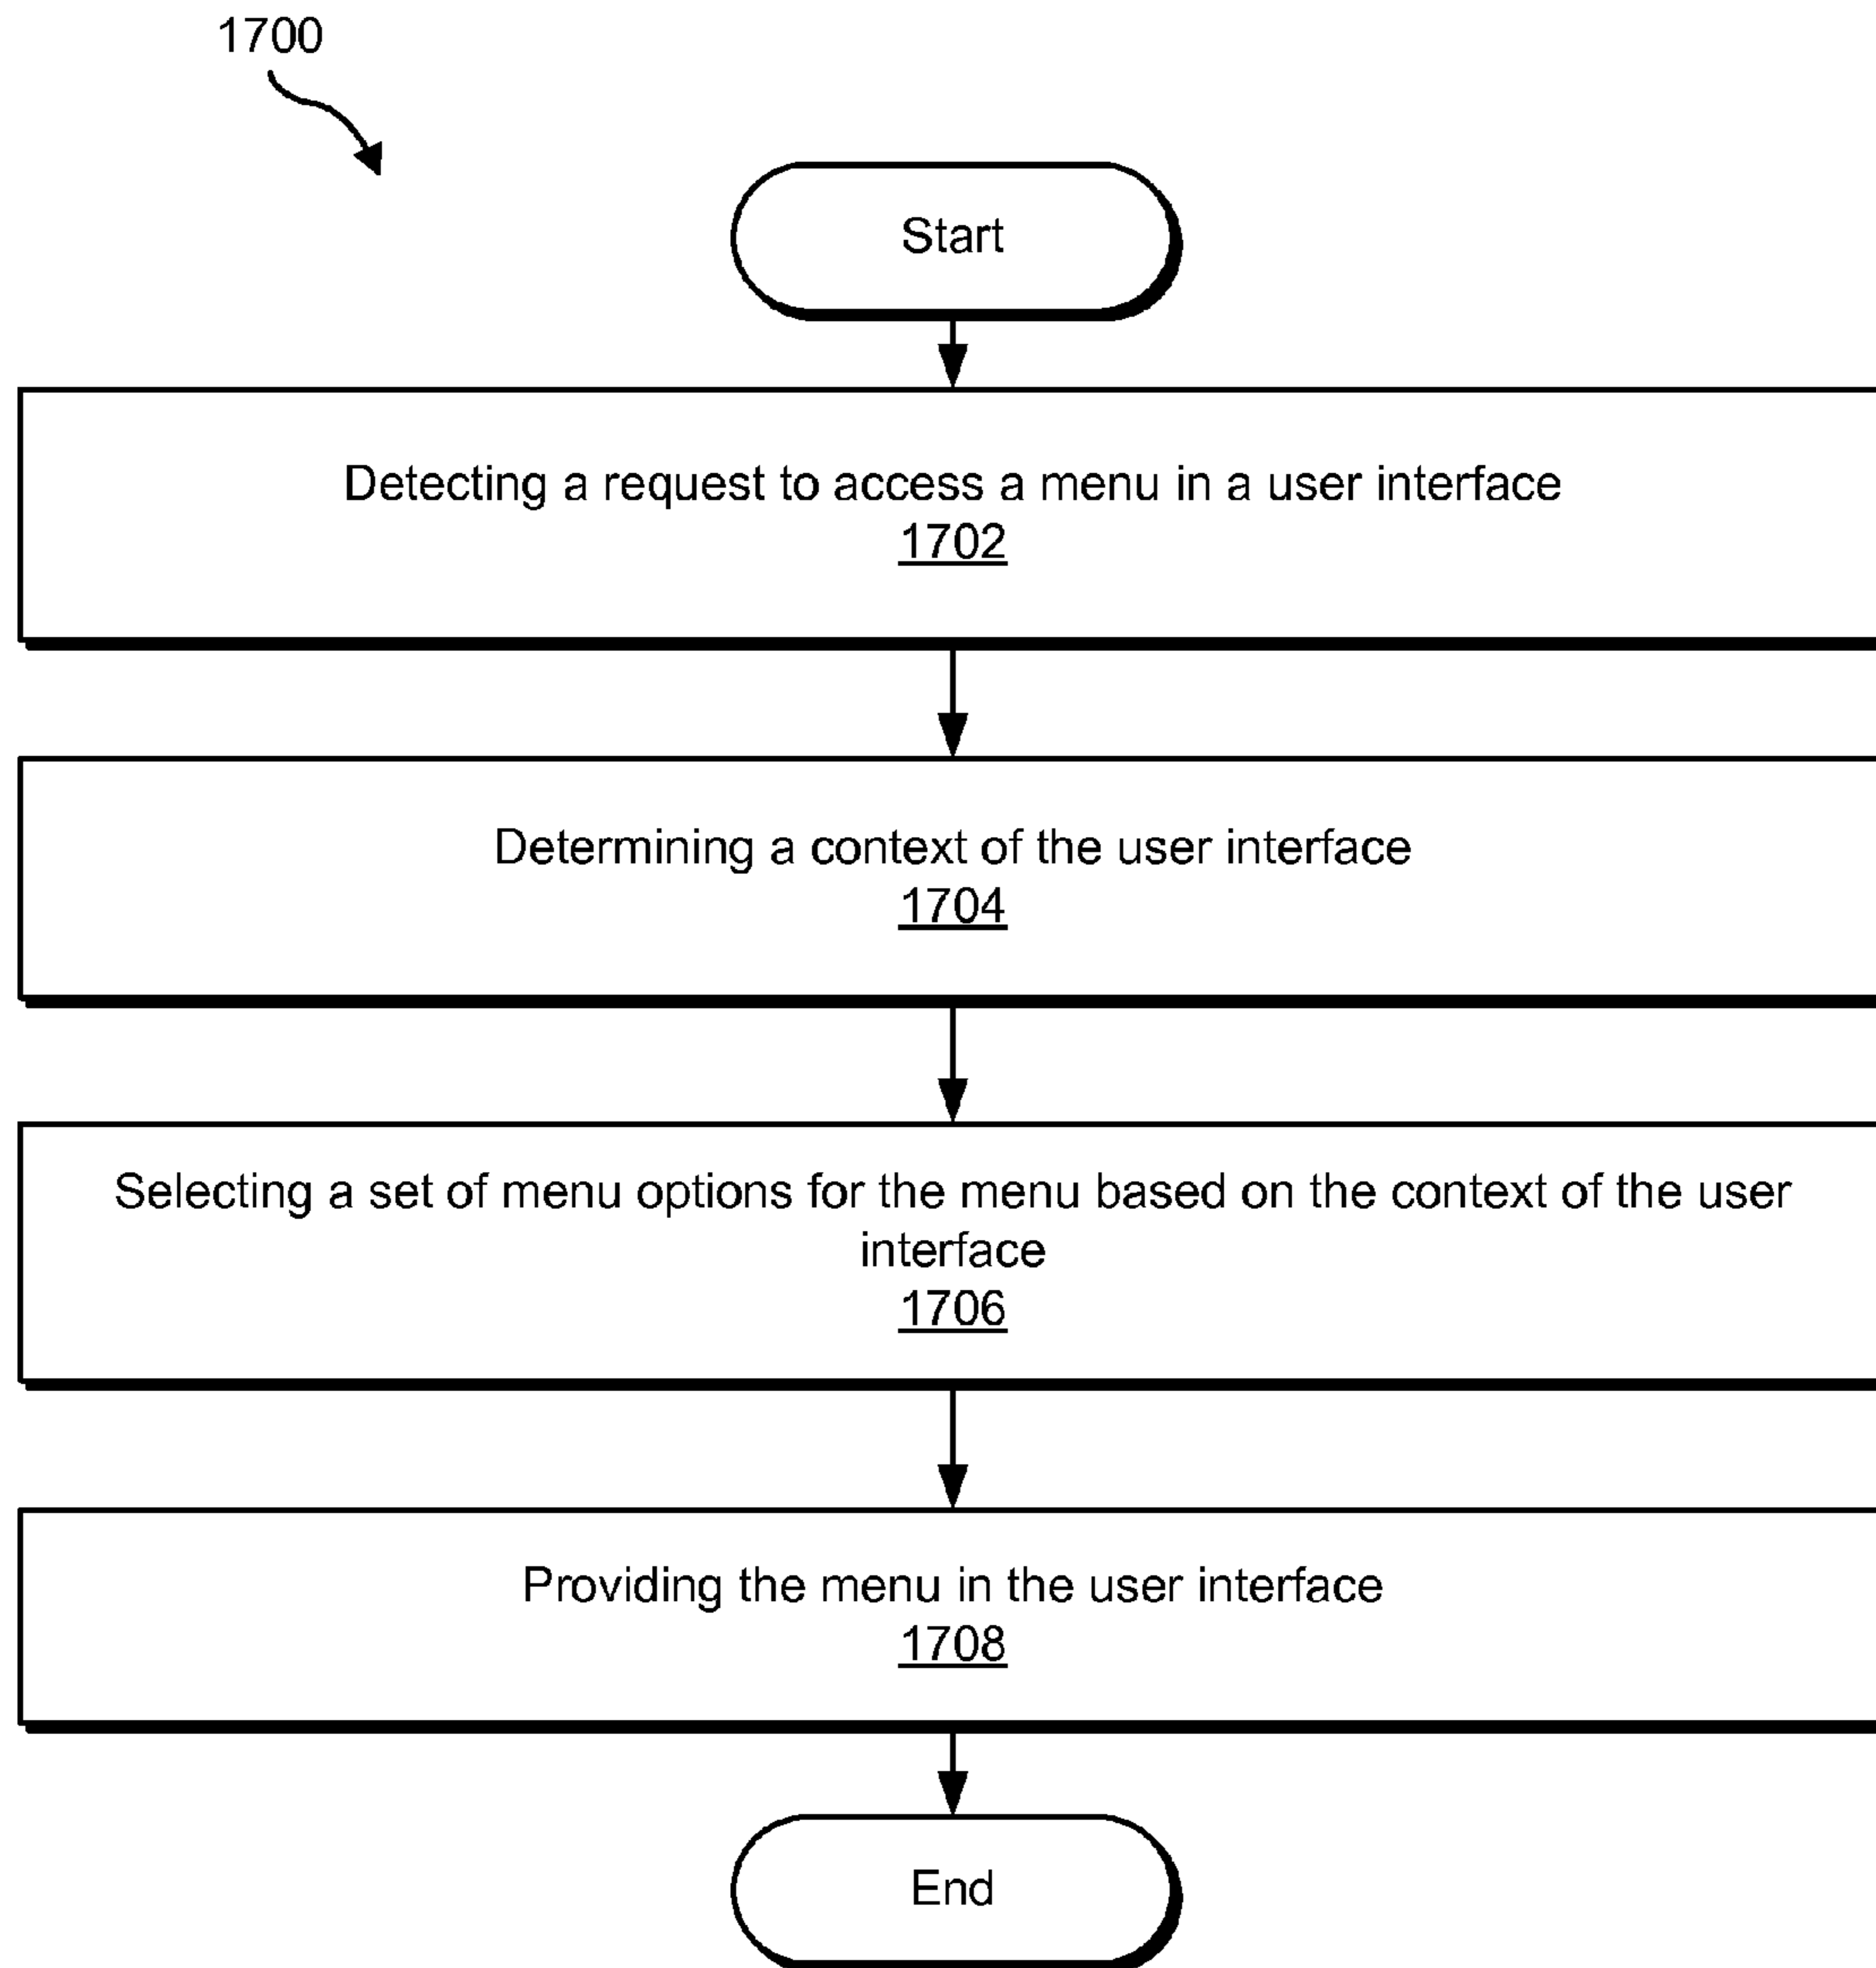 1700
Start
Detecting a request to access a menu in a user interface
1702
Determining a context of the user interface
1704
Selecting a set of menu options for the menu based on the context of the user
interface
1706
Providing the menu in the user interface
1708
End